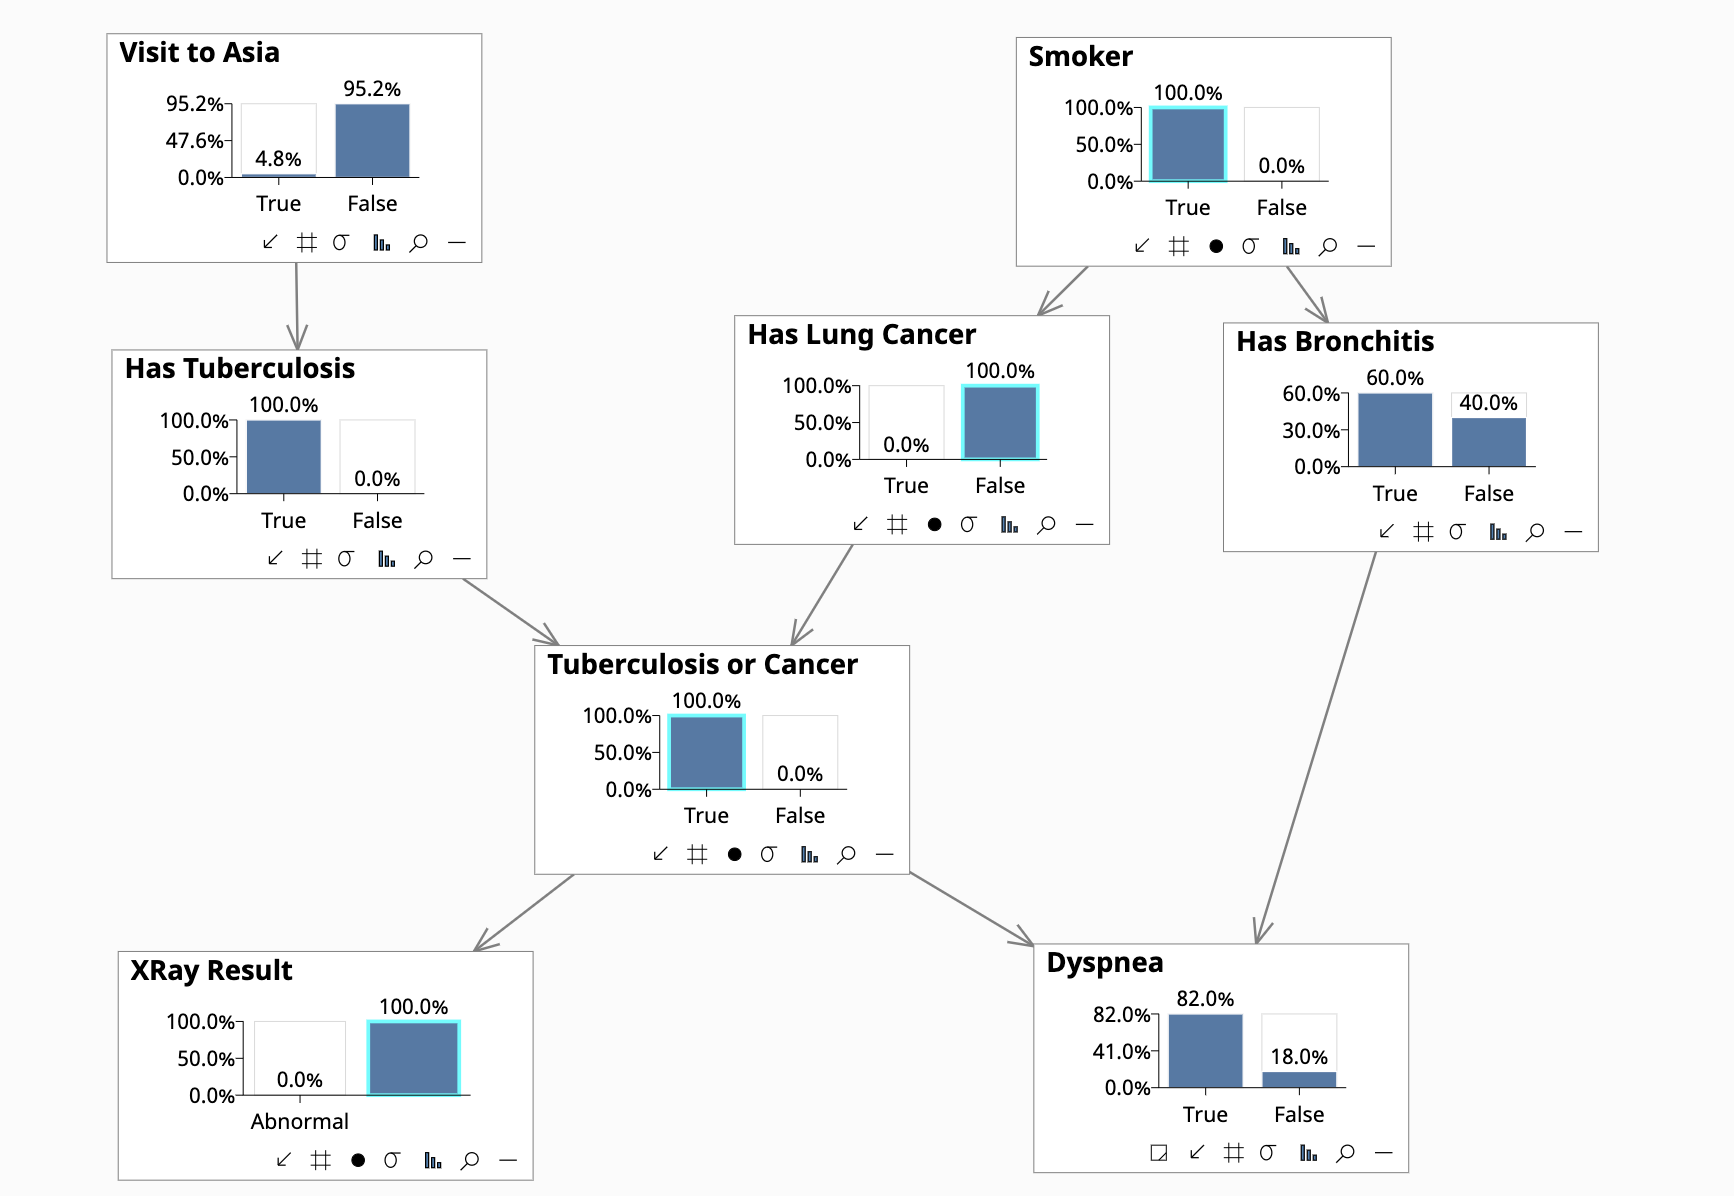 Visit to Asia
95.2%
95.2%
47.6%
4.8%
0.0%
True False
Smoker
100.0%
100.0%
50.0%
0.0%
0.0%
True False
Has Tuberculosis
100.0%
100.0%
50.0%
0.0%
0.0%
True False
Has Lung Cancer
100.0%
100.0%
50.0%
0.0%
0.0%
True False
Has Bronchitis
60.0%
60.0%
40.0%
30.0%
0.0%
True False
Tuberculosis or Cancer
100.0%
100.0%
50.0%
0.0%
0.0%
True False
XRay Result
100.0%
100.0%
50.0%
0.0%
0.0%
Abnormal
Dyspnea
82.0%
82.0%
41.0%
18.0%
0.0%
True False